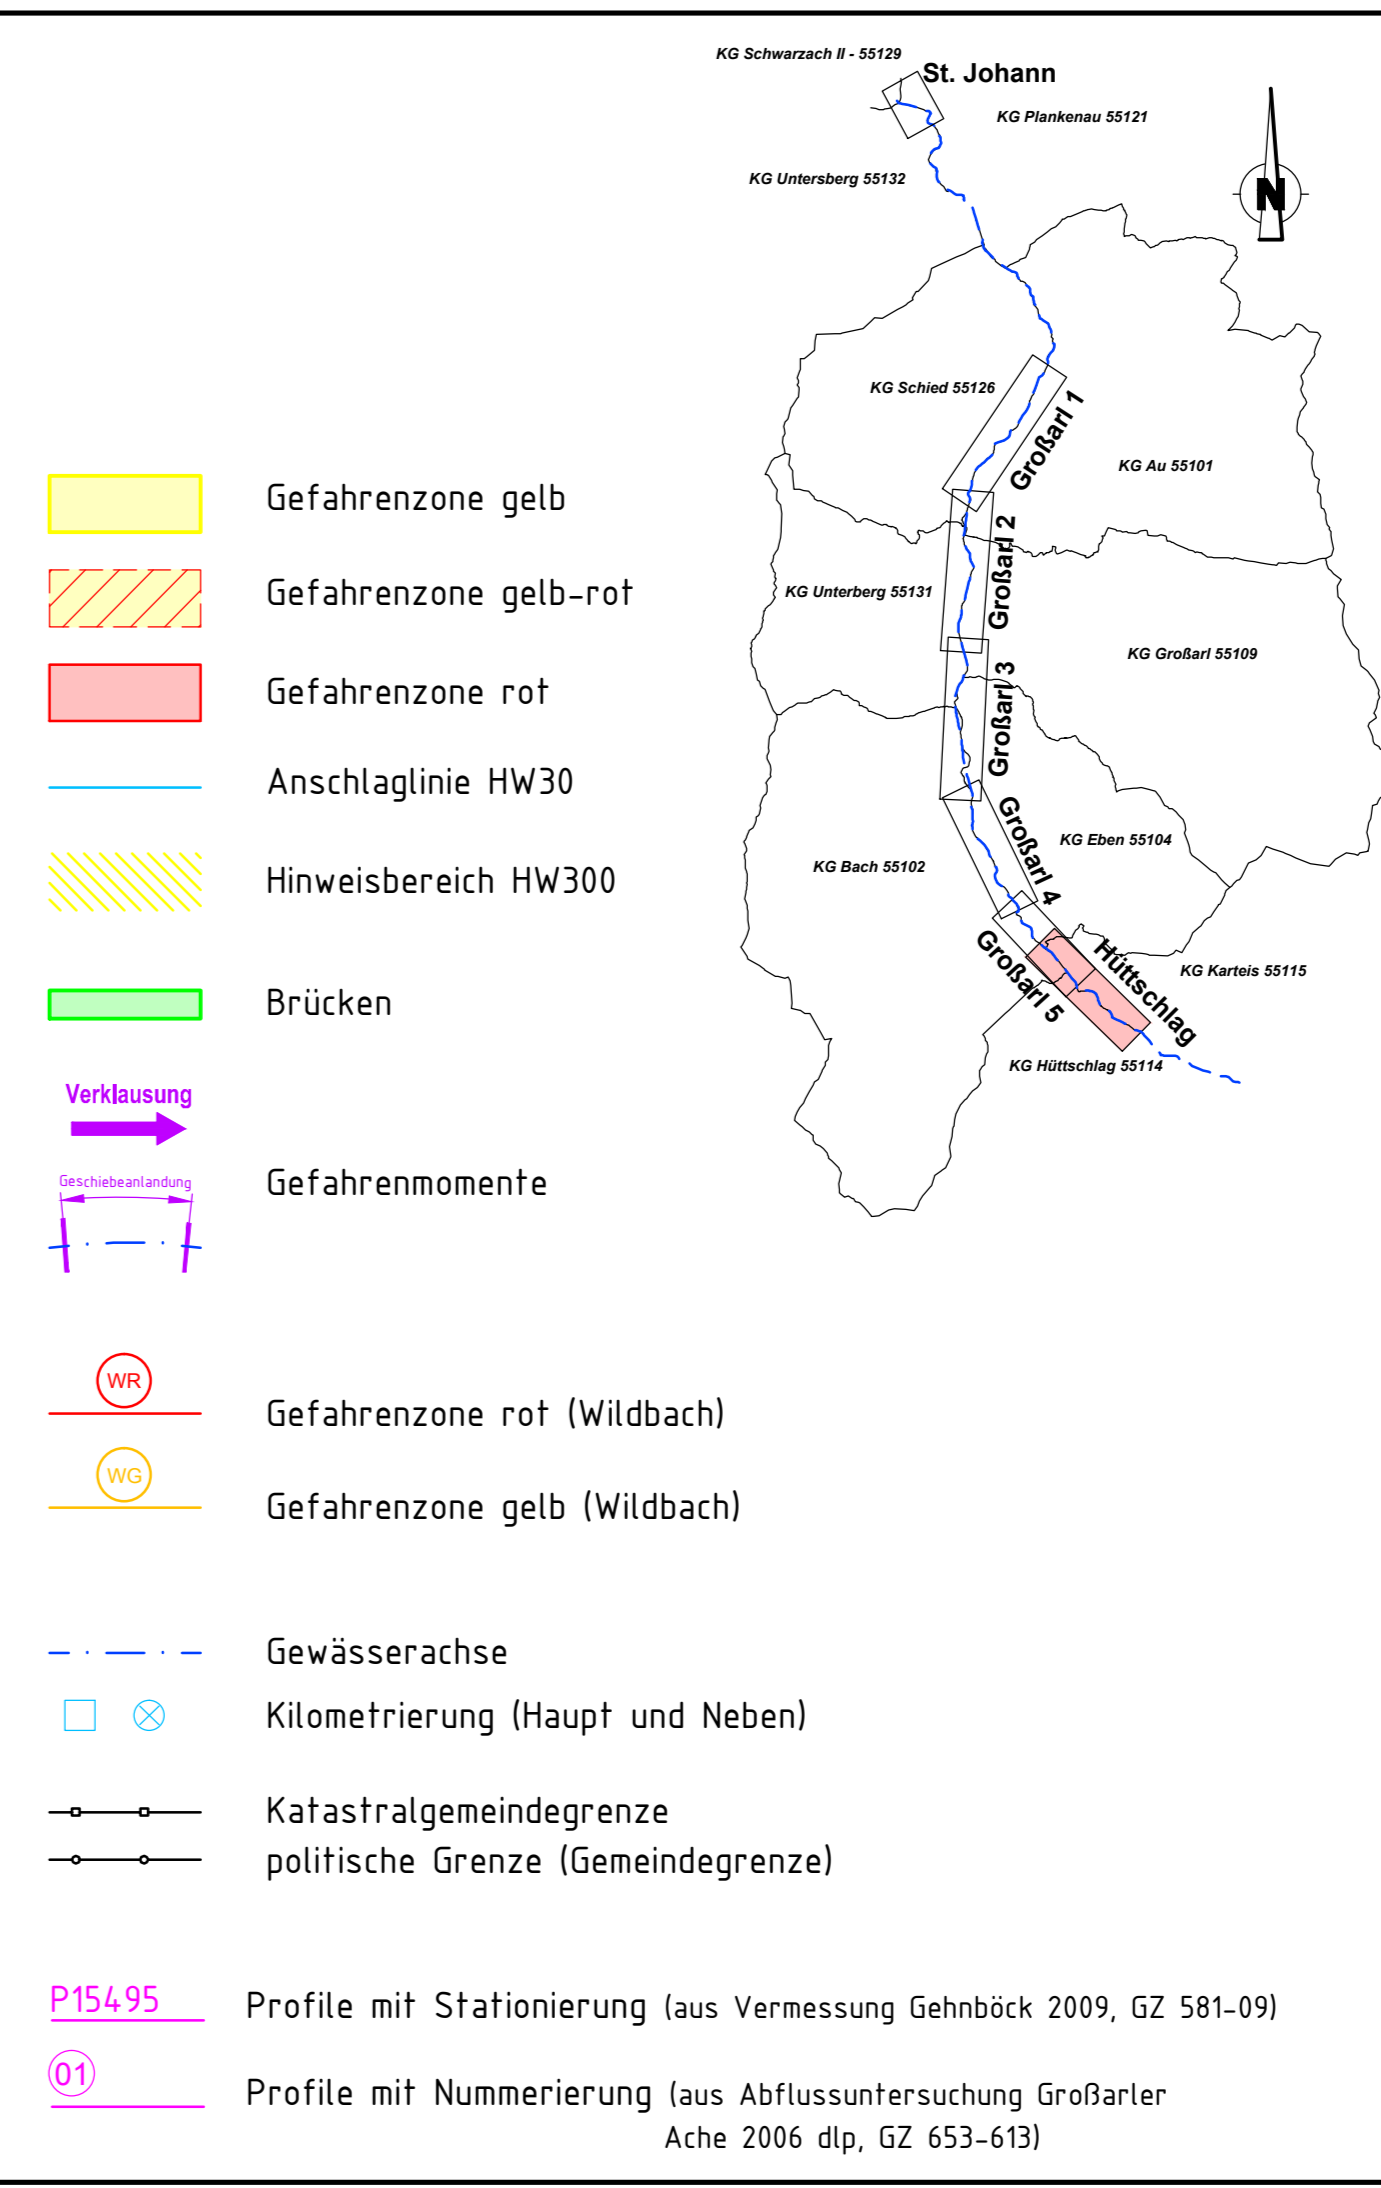 KG Schwarzach II - 55129
St. Johann
KG Plankenau 55121
KG Untersberg 55132
N
KG Schied 55126
Großarl 1
KG Au 55101
Großarl 2
KG Unterberg 55131
KG Großarl 55109
Großarl 3
Großarl 4
KG Eben 55104
KG Bach 55102
Großarl 5
Hüttschlag
KG Karteis 55115
KG Hüttschlag 55114
Gefahrenzone gelb
Gefahrenzone gelb-rot
Gefahrenzone rot
Anschlaglinie HW30
Hinweisbereich HW300
Brücken
Verklausung
Geschiebeanlandung
Gefahrenmomente
WR
Gefahrenzone rot (Wildbach)
WG
Gefahrenzone gelb (Wildbach)
Gewässerachse
Kilometrierung (Haupt und Neben)
Katastralgemeindegrenze
politische Grenze (Gemeindegrenze)
P15495 Profile mit Stationierung (aus Vermessung Gehnböck 2009, GZ 581-09)
01 Profile mit Nummerierung (aus Abflussuntersuchung Großarler
Ache 2006 dlp, GZ 653-613)